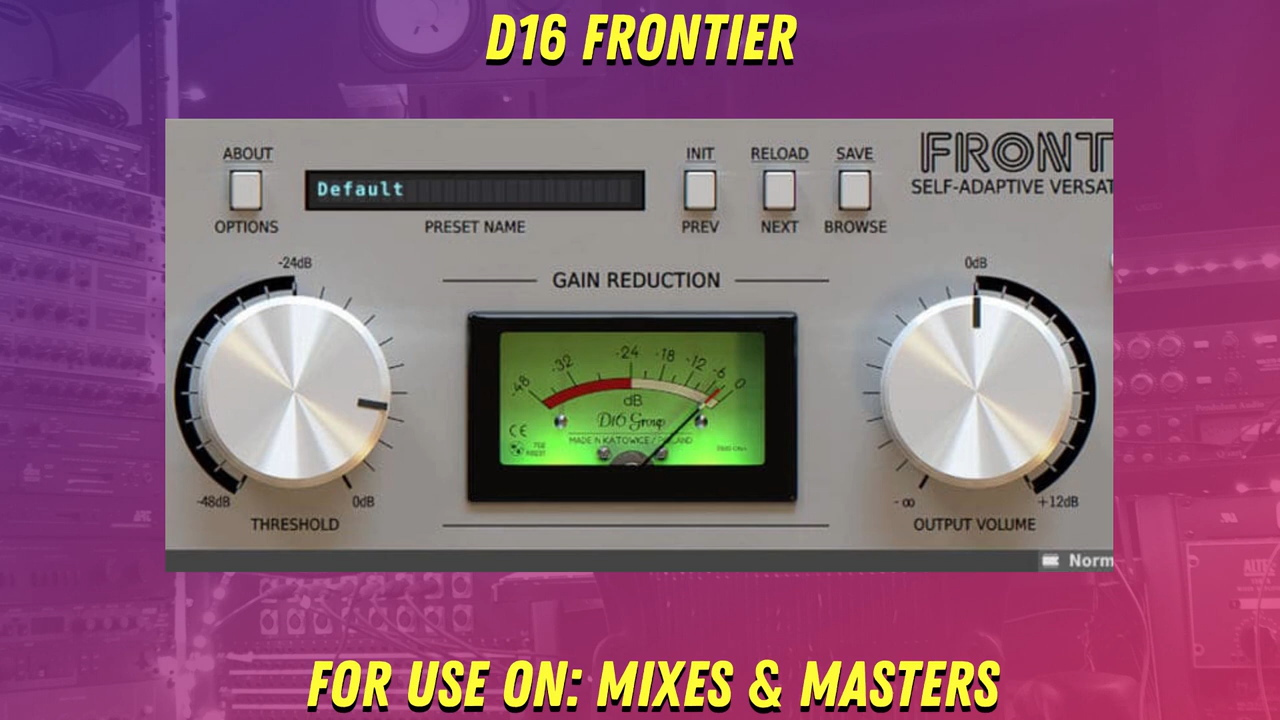 D16 FRONTIER
ABOUT
INIT
RELOAD
SAVE
FRONT
SELF-ADAPTIVE VERSAT
Default
OPTIONS
PRESET NAME
PREV
NEXT
BROWSE
-24dB
GAIN REDUCTION
0dB
-48
-32
-24
-18
-12
-6
0
dB
D16 Group
CE
MADE IN KATOWICE / POLAND
-48dB
0dB
- ∞
+12dB
THRESHOLD
OUTPUT VOLUME
Norm
FOR USE ON: MIXES & MASTERS